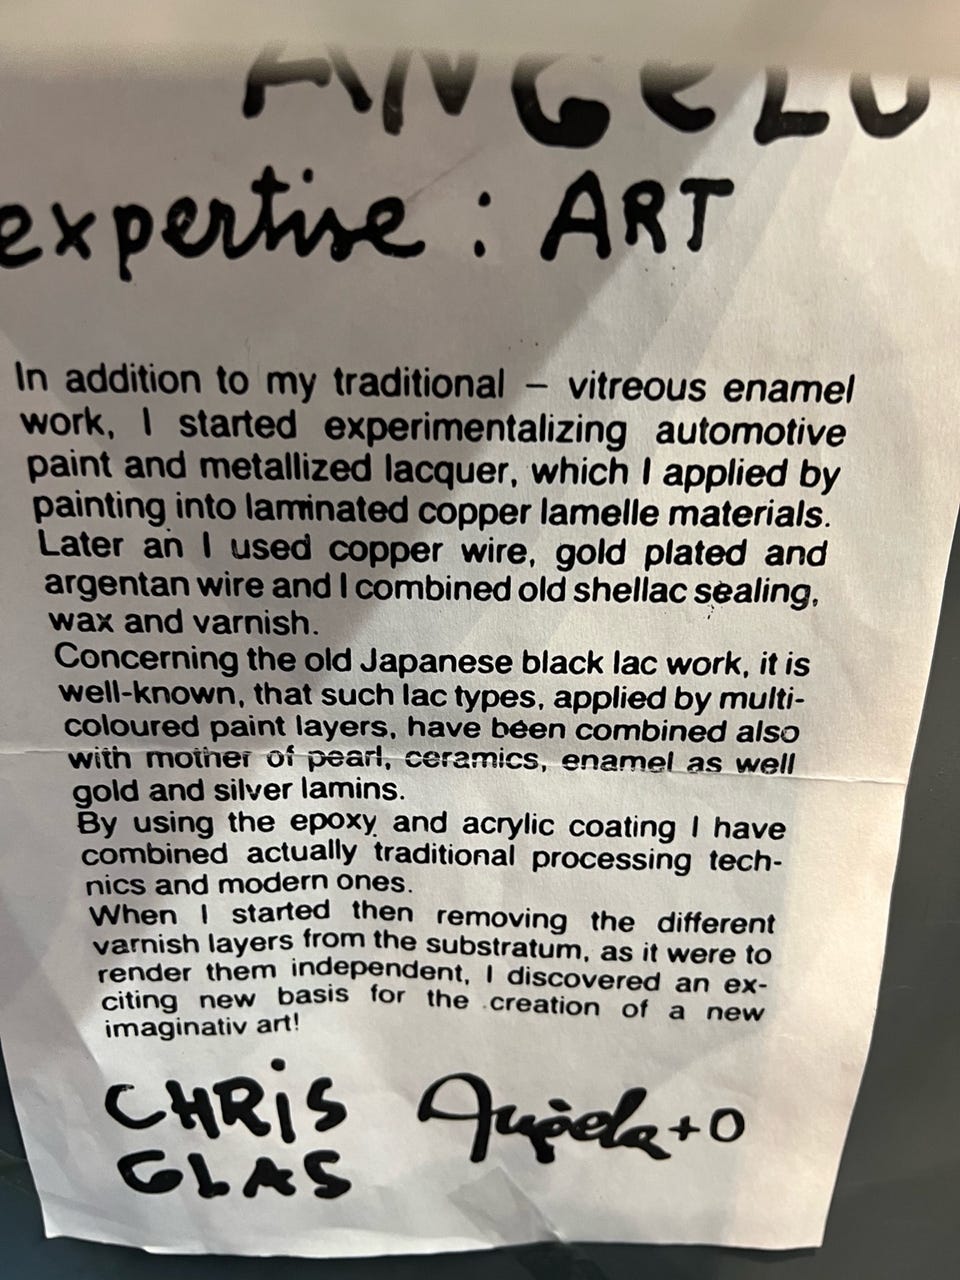 ANGELO
expertise : ART
In addition to my traditional – vitreous enamel
work, I started experimentalizing automotive
paint and metallized lacquer, which I applied by
painting into laminated copper lamelle materials.
Later an I used copper wire, gold plated and
argentan wire and I combined old shellac sealing,
wax and varnish.
Concerning the old Japanese black lac work, it is
well-known, that such lac types, applied by multi-
coloured paint layers, have been combined also
with mother of pearl, ceramics, enamel as well
gold and silver lamins.
By using the epoxy and acrylic coating I have
combined actually traditional processing tech-
nics and modern ones.
When I started then removing the different
varnish layers from the substratum, as it were to
render them independent, I discovered an ex-
citing new basis for the creation of a new
imaginativ art!
CHRiS
GLAS
+O